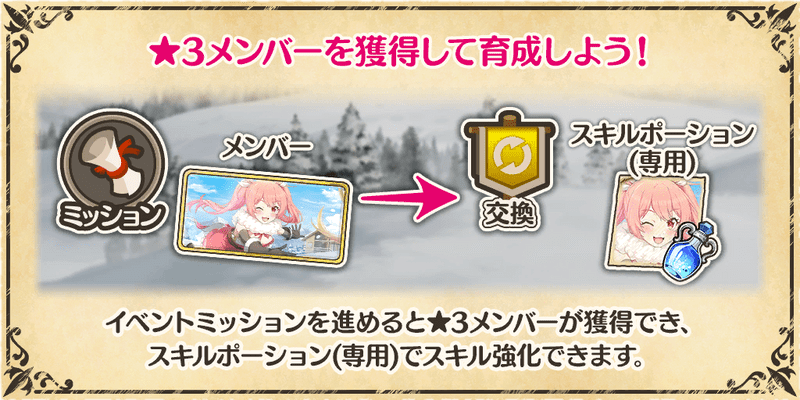 ★3メンバーを獲得して育成しよう!
ミッション
メンバー
交換
スキルポーション
(専用)
イベントミッションを進めると★3メンバーが獲得でき、
スキルポーション(専用)でスキル強化できます。